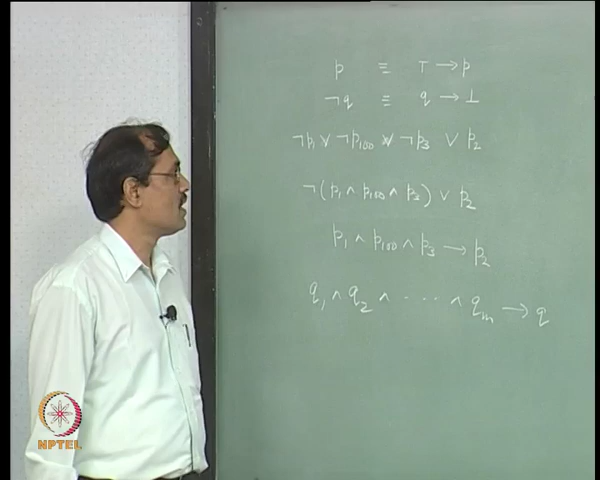 p ≡ ⊤ → p
¬q ≡ q → ⊥
¬p₁ ∨ ¬p₁₀₀ ∨ ¬p₃ ∨ p₂
¬(p₁ ∧ p₁₀₀ ∧ p₃) ∨ p₂
p₁ ∧ p₁₀₀ ∧ p₃ → p₂
q₁ ∧ q₂ ∧ ···· ∧ qₘ → q
NPTEL